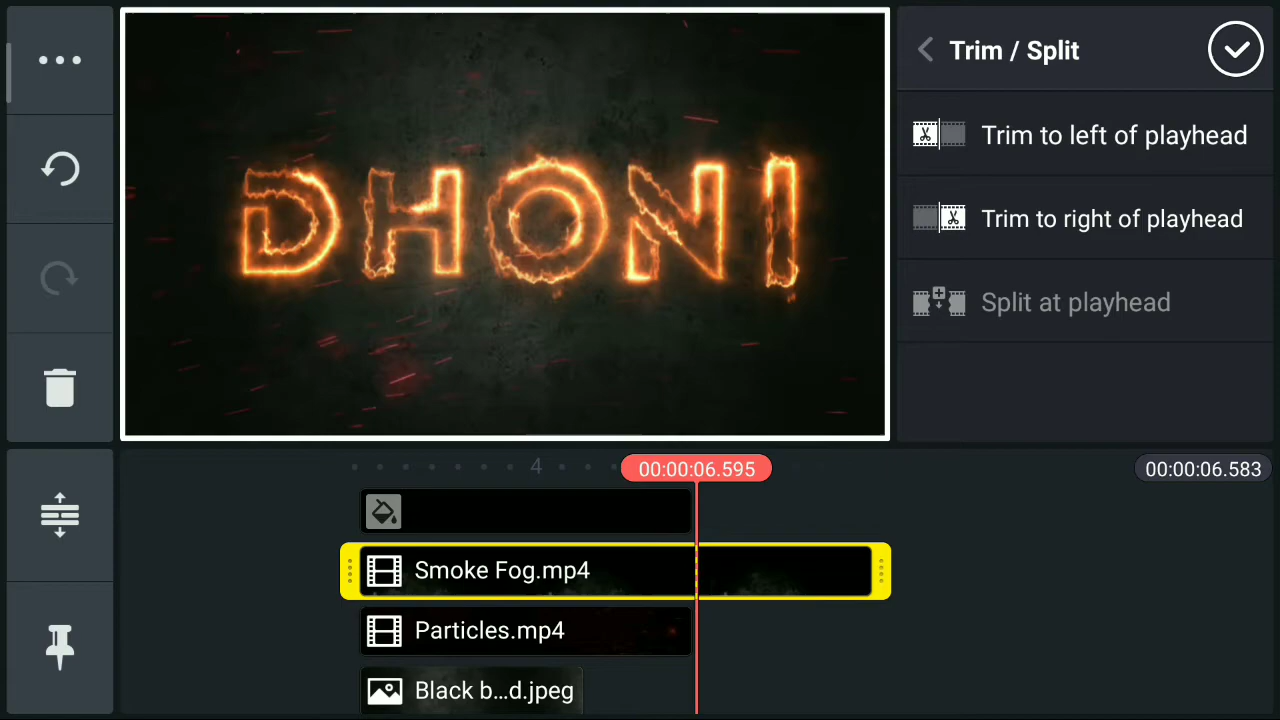 Trim / Split
DHONI
Trim to left of playhead
Trim to right of playhead
Split at playhead
4
00:00:06.595
00:00:06.583
Smoke Fog.mp4
Particles.mp4
Black b...d.jpeg